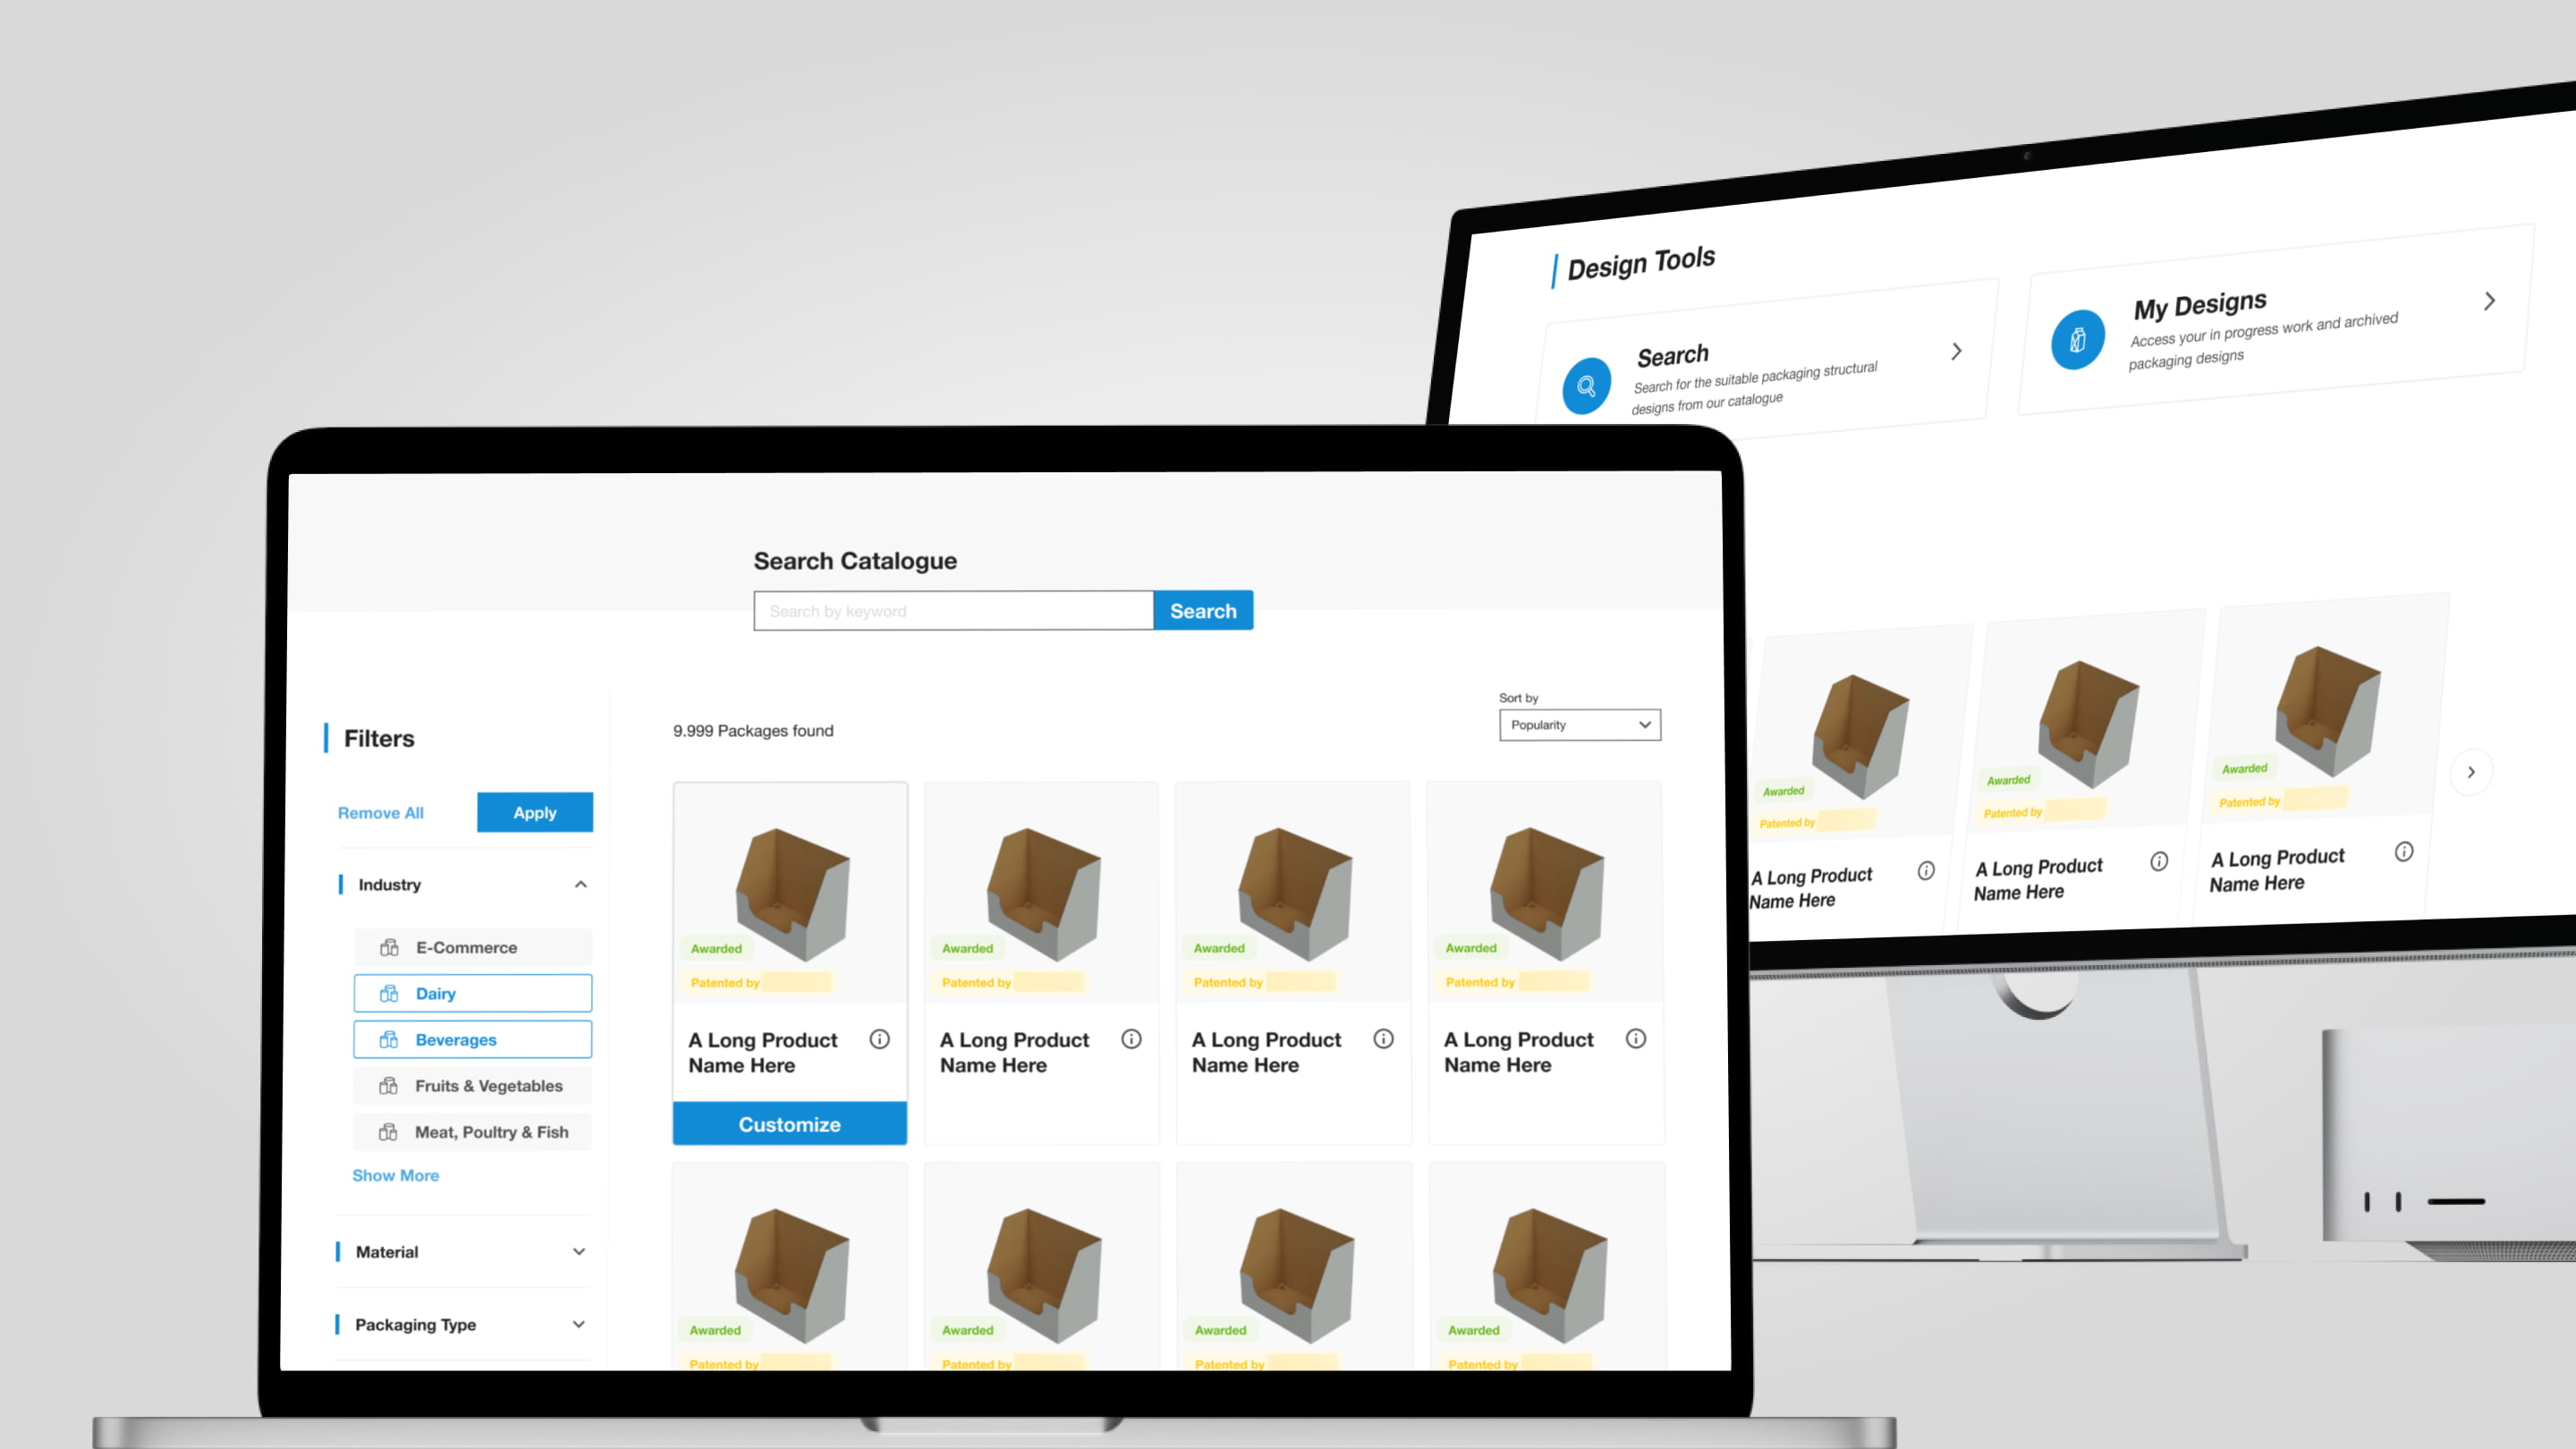 Design Tools
Search
Search for the suitable packaging structural
designs from our catalogue
My Designs
Access your in progress work and archived
packaging designs
Awarded
Patented by
A Long Product
Name Here
Awarded
Patented by
A Long Product
Name Here
Awarded
Patented by
A Long Product
Name Here
Search Catalogue
Search by keyword
Search
Filters
Remove All
Apply
Industry
E-Commerce
Dairy
Beverages
Fruits & Vegetables
Meat, Poultry & Fish
Show More
Material
Packaging Type
9.999 Packages found
Sort by
Popularity
Awarded
Patented by
A Long Product
Name Here
Customize
Awarded
Patented by
A Long Product
Name Here
Awarded
Patented by
A Long Product
Name Here
Awarded
Patented by
A Long Product
Name Here
Awarded
Patented by
Awarded
Patented by
Awarded
Patented by
Awarded
Patented by